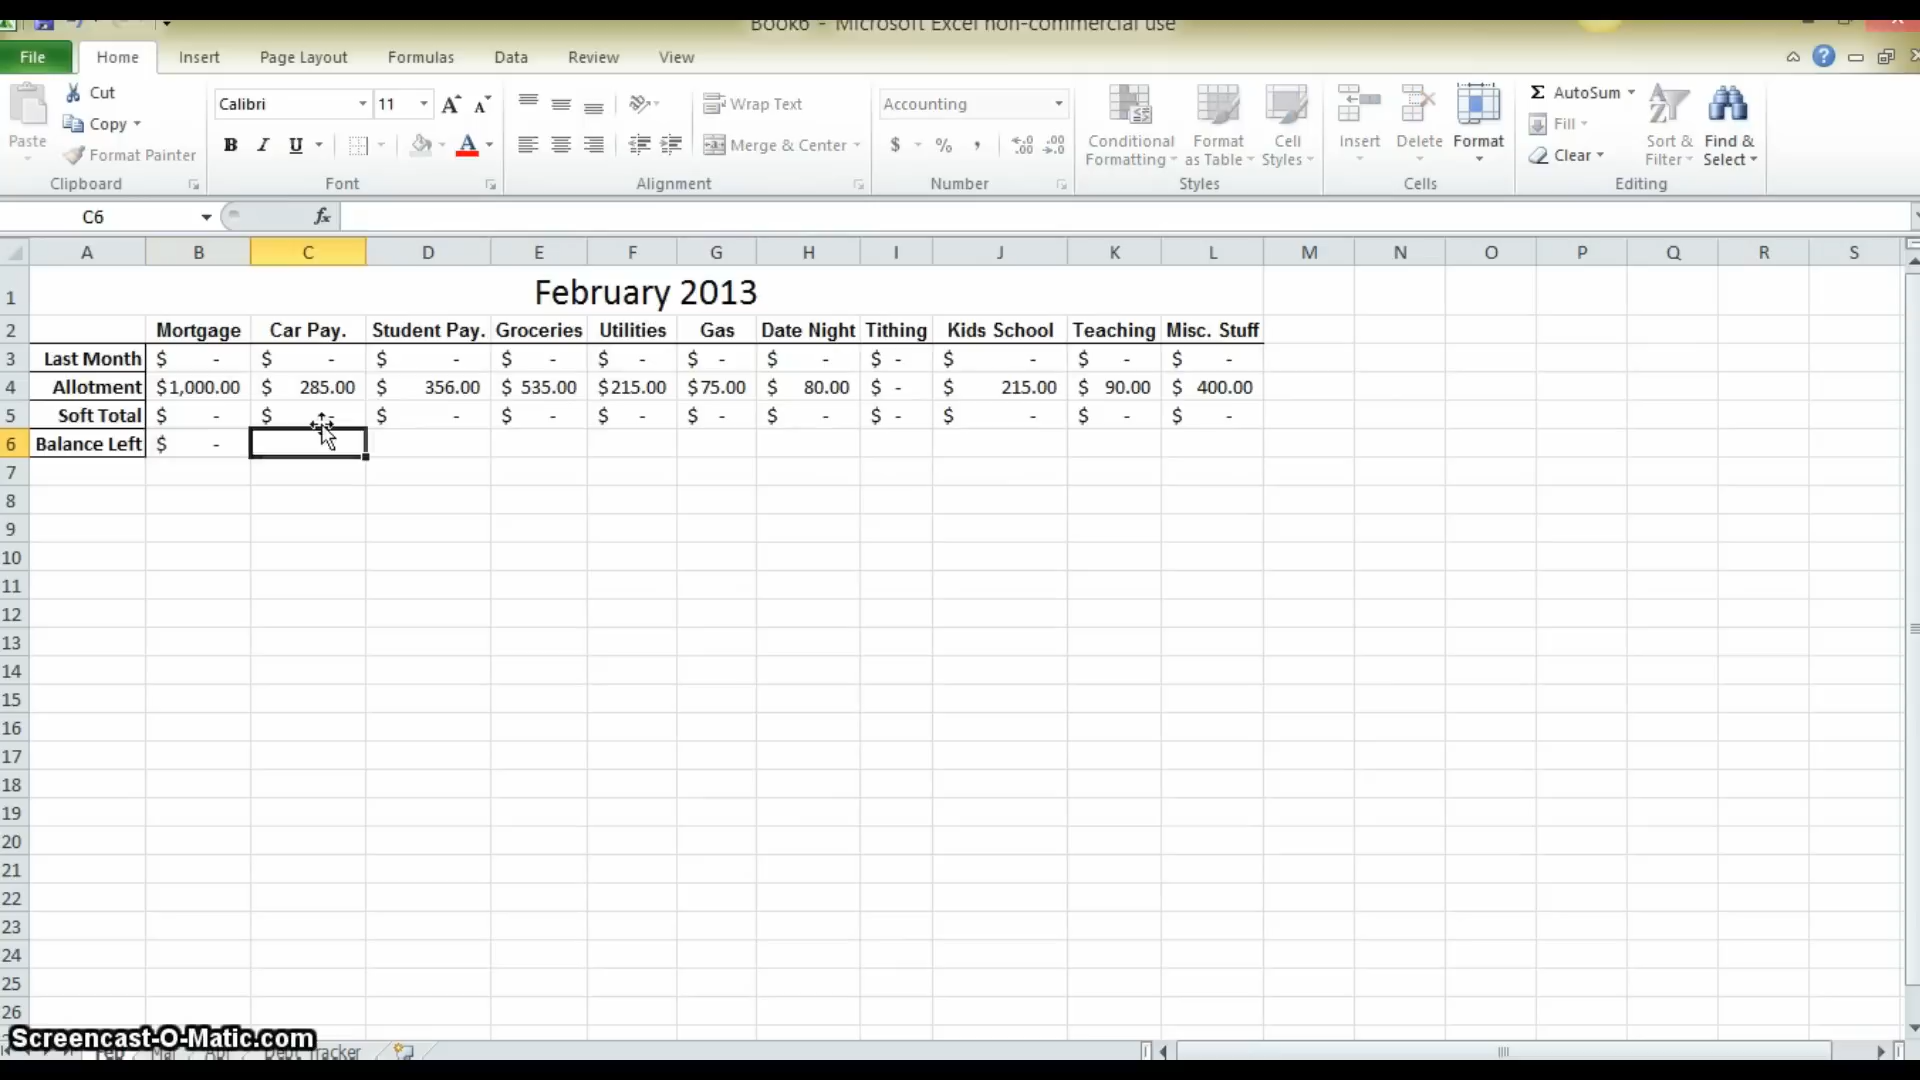 Book6 - Microsoft Excel non-commercial use
File Home Insert Page Layout Formulas Data Review View
Cut
Copy
Format Painter
Paste
Clipboard
Calibri 11 A A
B I U A
Font
Wrap Text
Merge & Center
Alignment
Accounting
$ % ,
Number
Conditional Formatting
Format as Table
Cell Styles
Styles
Insert Delete Format
Cells
Σ AutoSum
Fill
Clear
Sort & Filter
Find & Select
Editing
C6 fx
A B C D E F G H I J K L M N O P Q R S
1 February 2013
2 Mortgage Car Pay. Student Pay. Groceries Utilities Gas Date Night Tithing Kids School Teaching Misc. Stuff
3 Last Month $ - $ - $ - $ - $ - $ - $ - $ - $ - $ - $ -
4 Allotment $1,000.00 $ 285.00 $ 356.00 $ 535.00 $215.00 $75.00 $ 80.00 $ - $ 215.00 $ 90.00 $ 400.00
5 Soft Total $ - $ - $ - $ - $ - $ - $ - $ - $ - $ - $ -
6 Balance Left $ -
7
8
9
10
11
12
13
14
15
16
17
18
19
20
21
22
23
24
25
26
Screencast-O-Matic.com
Feb Mar Apr Debt Tracker